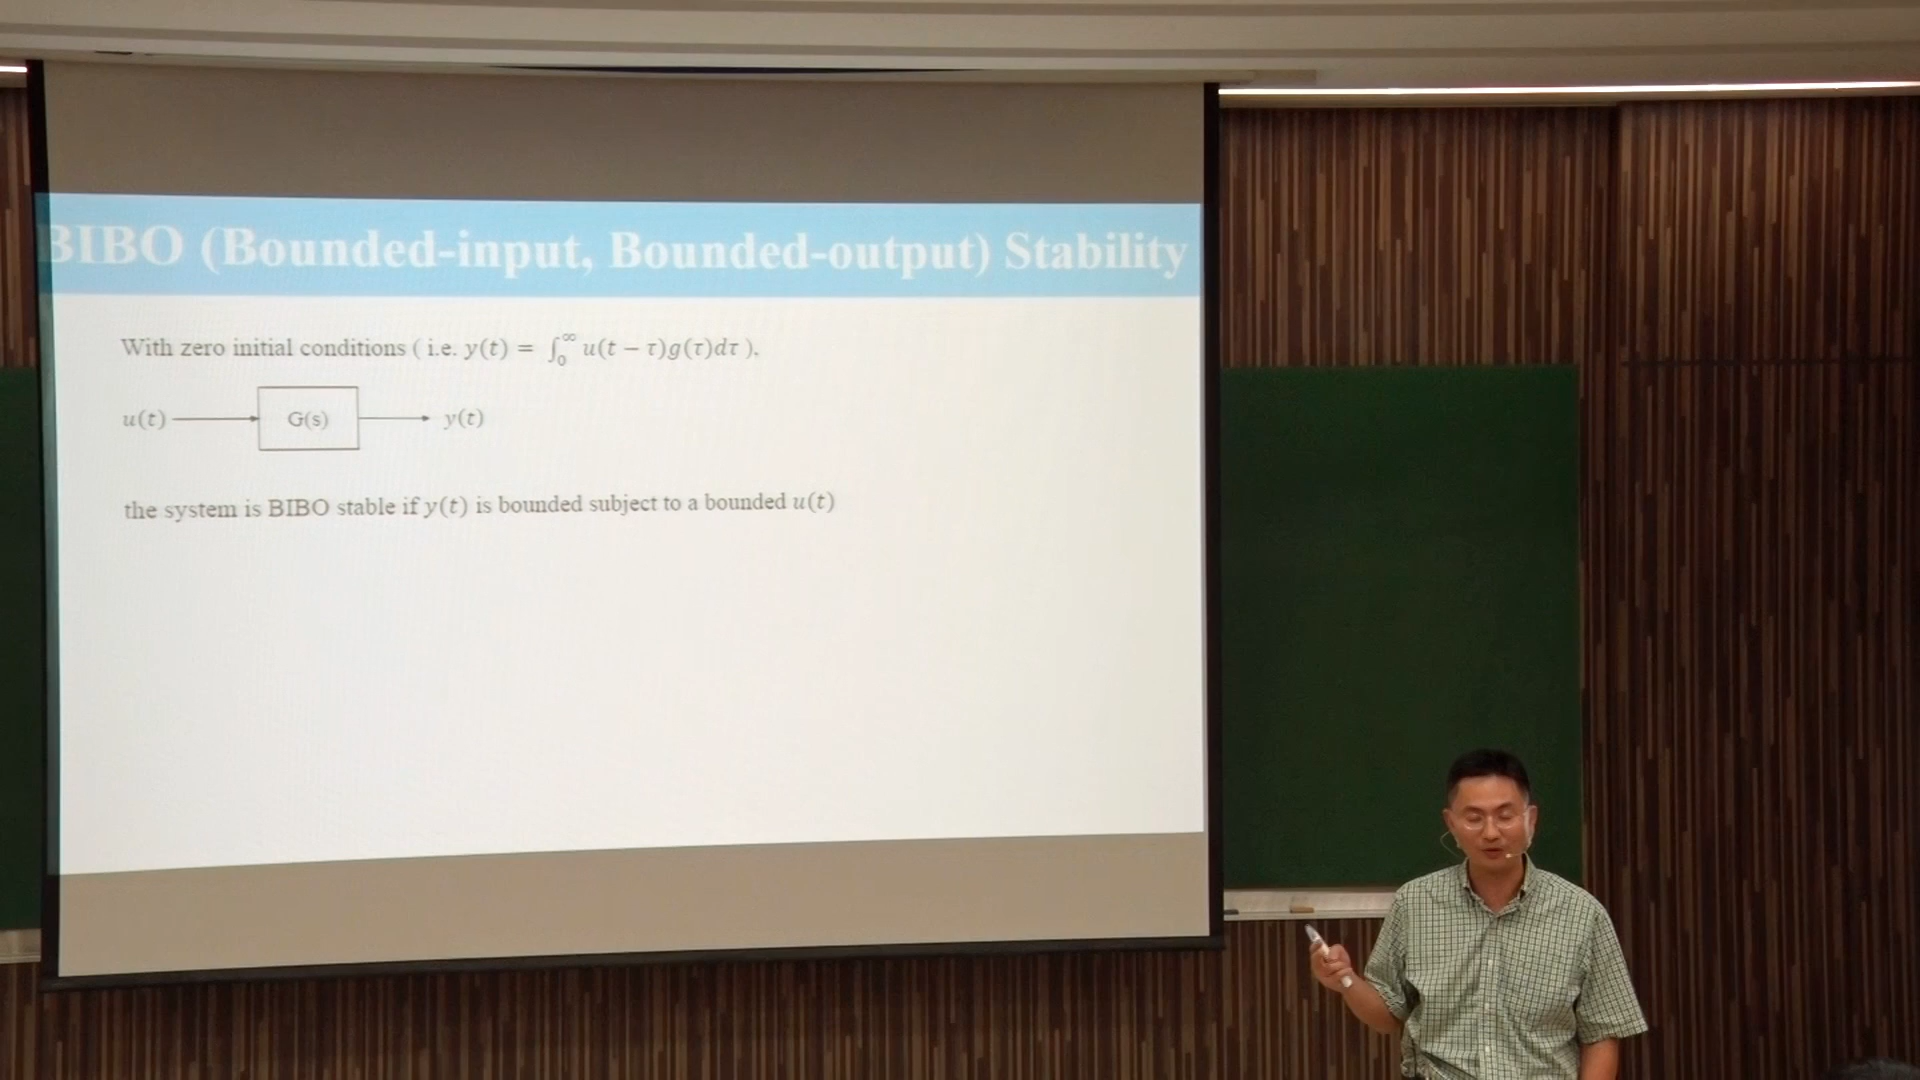 BIBO (Bounded-input, Bounded-output) Stability
With zero initial conditions ( i.e. y(t) = ∫₀^∞ u(t − τ)g(τ)dτ ),
u(t) G(s) y(t)
the system is BIBO stable if y(t) is bounded subject to a bounded u(t)